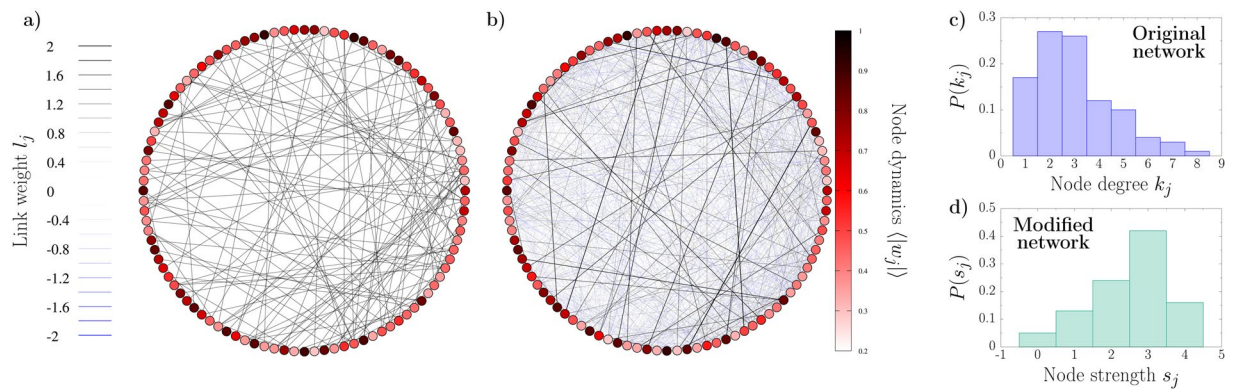 a)
Link weight l_j
2
1.6
1.2
0.8
0.4
0
-0.4
-0.8
-1.2
-1.6
-2
b)
1
0.9
0.8
0.7
0.6
0.5
0.4
0.3
0.2
Node dynamics ⟨|w_j|⟩
c)
Original
network
P(k_j)
0.3
0.2
0.1
0
0 1 2 3 4 5 6 7 8 9
Node degree k_j
d)
Modified
network
P(s_j)
0.5
0.4
0.3
0.2
0.1
0
-1 0 1 2 3 4 5
Node strength s_j